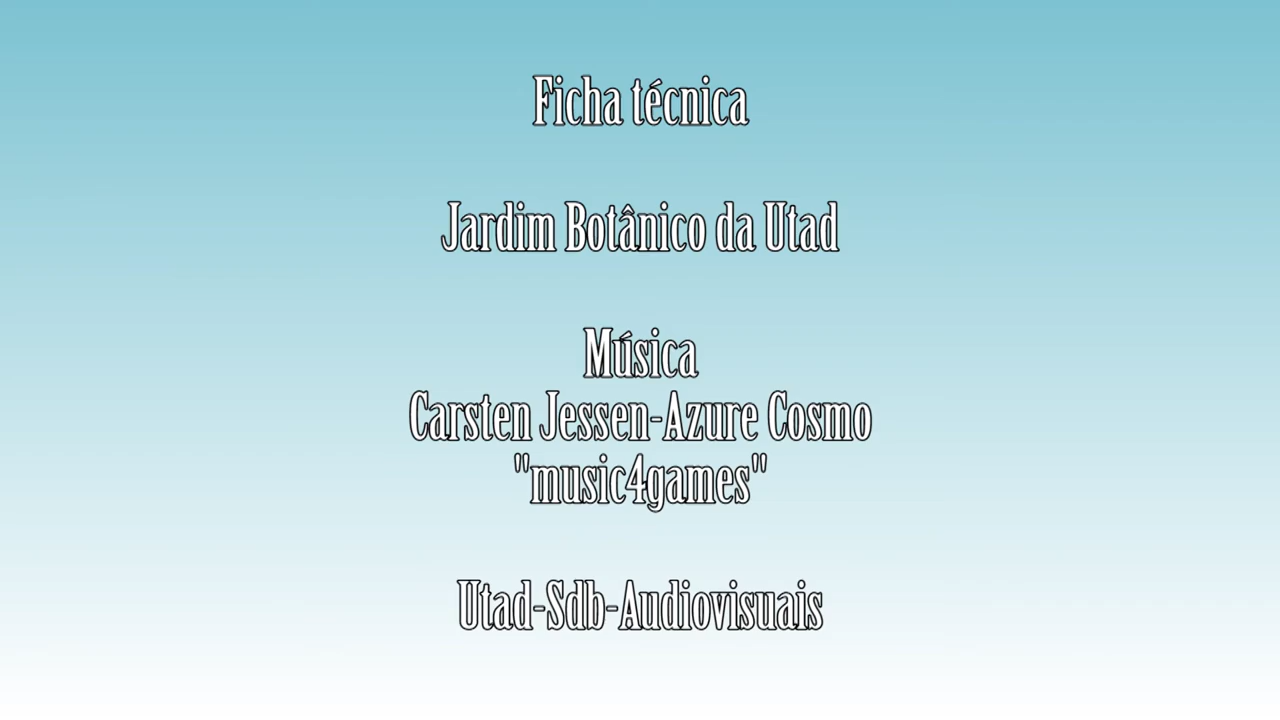 Ficha técnica
Jardim Botânico da Utad
Música
Carsten Jessen-Azure Cosmo
"music4games"
Utad-Sdb-Audiovisuais